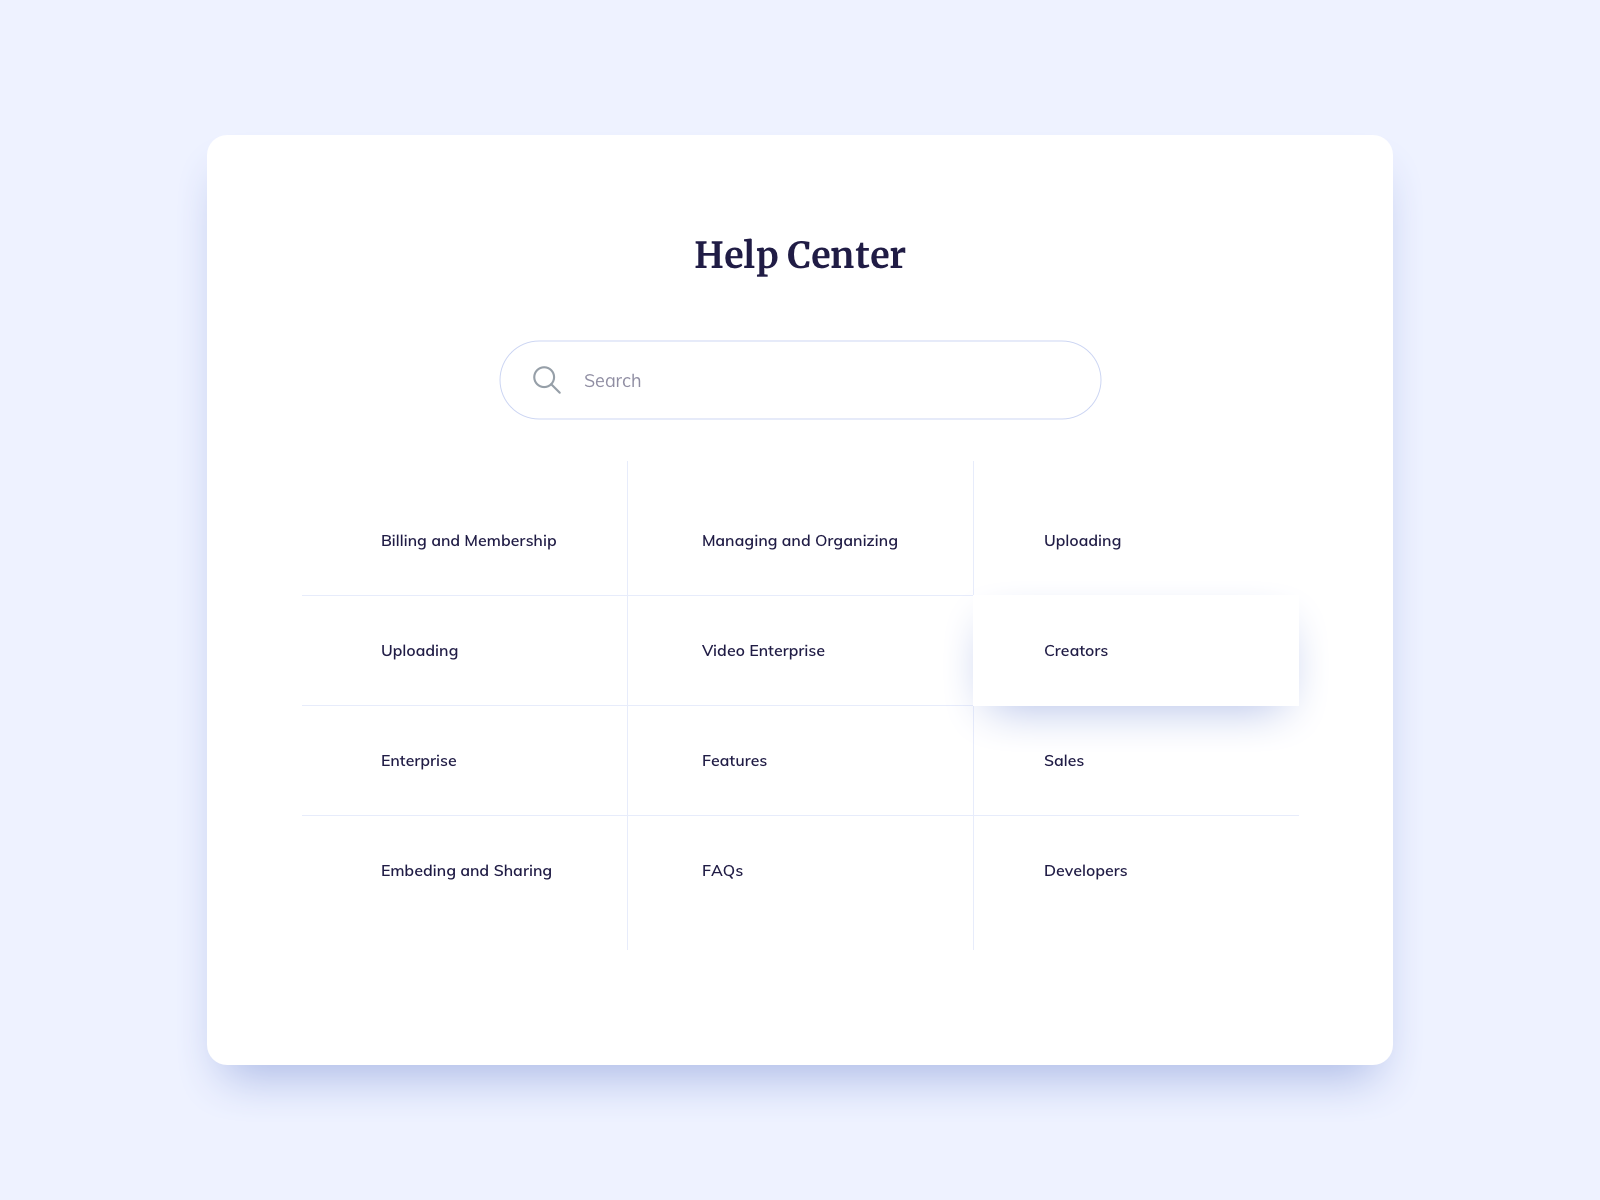 Help Center
Search
Billing and Membership
Managing and Organizing
Uploading
Uploading
Video Enterprise
Creators
Enterprise
Features
Sales
Embeding and Sharing
FAQs
Developers